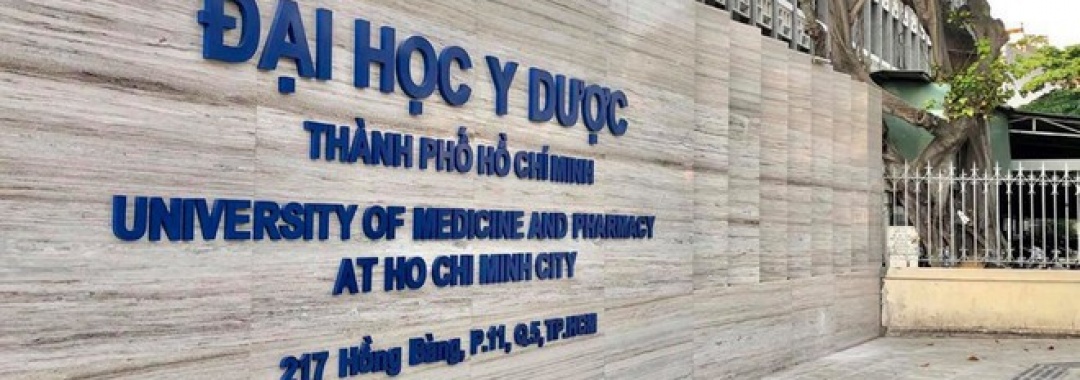 ĐẠI HỌC Y DƯỢC
THÀNH PHỐ HỒ CHÍ MINH
UNIVERSITY OF MEDICINE AND PHARMACY
AT HO CHI MINH CITY
217 Hồng Bàng, P.11, Q.5, TP.HCM